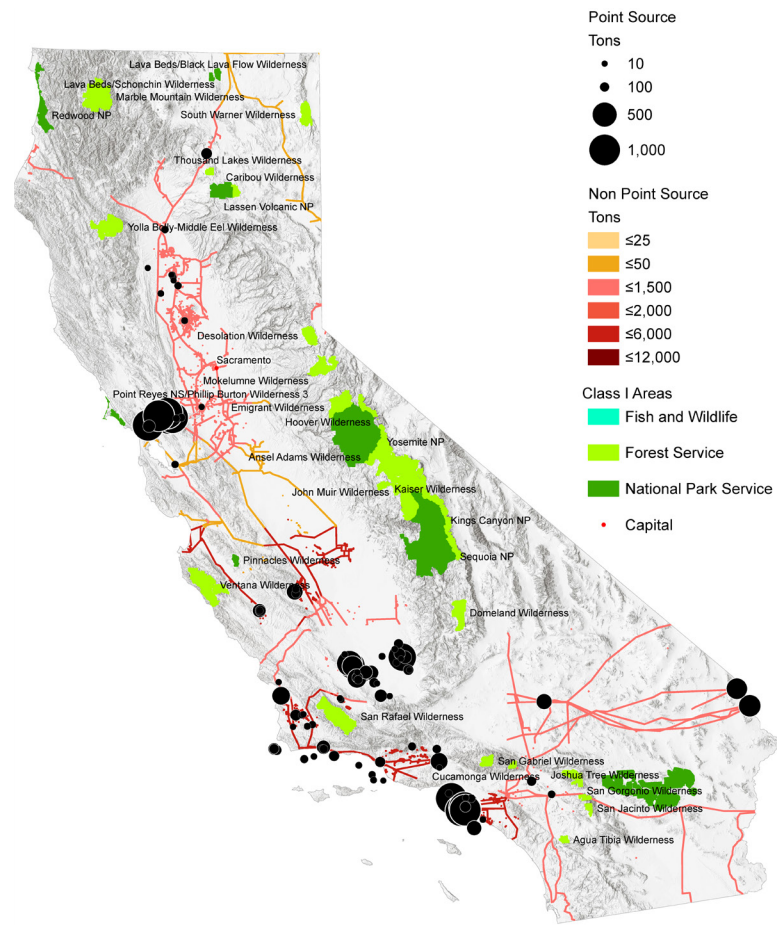 Point Source
Tons
10
100
500
1,000
Non Point Source
Tons
≤25
≤50
≤1,500
≤2,000
≤6,000
≤12,000
Class I Areas
Fish and Wildlife
Forest Service
National Park Service
Capital
Lava Beds/Black Lava Flow Wilderness
Lava Beds/Schonchin Wilderness
Marble Mountain Wilderness
Redwood NP
South Warner Wilderness
Thousand Lakes Wilderness
Caribou Wilderness
Lassen Volcanic NP
Yolla Bolly-Middle Eel Wilderness
Desolation Wilderness
Sacramento
Mokelumne Wilderness
Point Reyes NS/Phillip Burton Wilderness 3
Emigrant Wilderness
Hoover Wilderness
Yosemite NP
Ansel Adams Wilderness
Kaiser Wilderness
John Muir Wilderness
Kings Canyon NP
Sequoia NP
Pinnacles Wilderness
Ventana Wilderness
Domeland Wilderness
San Rafael Wilderness
San Gabriel Wilderness
Cucamonga Wilderness
Joshua Tree Wilderness
San Gorgonio Wilderness
San Jacinto Wilderness
Agua Tibia Wilderness